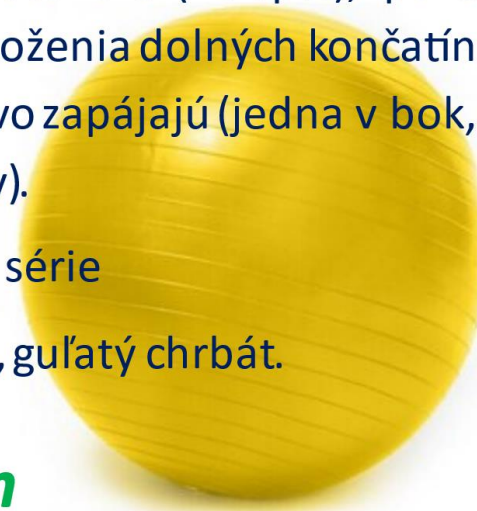 oženia dolných končatín
vo zapájajú (jedna v bok,
).
série
, guľatý chrbát.